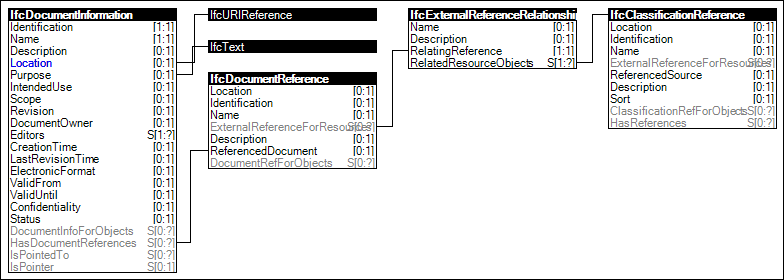 IfcDocumentInformation
Identification [1:1]
Name [1:1]
Description [0:1]
Location [0:1]
Purpose [0:1]
IntendedUse [0:1]
Scope [0:1]
Revision [0:1]
DocumentOwner [0:1]
Editors S[1:?]
CreationTime [0:1]
LastRevisionTime [0:1]
ElectronicFormat [0:1]
ValidFrom [0:1]
ValidUntil [0:1]
Confidentiality [0:1]
Status [0:1]
DocumentInfoForObjects S[0:?]
HasDocumentReferences S[0:?]
IsPointedTo S[0:?]
IsPointer S[0:1]
IfcURIReference
IfcText
IfcDocumentReference
Location [0:1]
Identification [0:1]
Name [0:1]
ExternalReferenceForResources S[0:?]
Description [0:1]
ReferencedDocument [0:1]
DocumentRefForObjects S[0:?]
IfcExternalReferenceRelationship
Name [0:1]
Description [0:1]
RelatingReference [1:1]
RelatedResourceObjects S[1:?]
IfcClassificationReference
Location [0:1]
Identification [0:1]
Name [0:1]
ExternalReferenceForResources S[0:?]
ReferencedSource [0:1]
Description [0:1]
Sort [0:1]
ClassificationRefForObjects S[0:?]
HasReferences S[0:?]